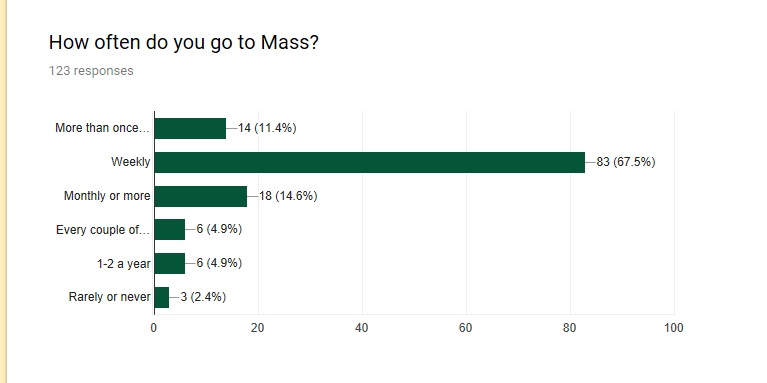 How often do you go to Mass?
123 responses
More than once... 14 (11.4%)
Weekly 83 (67.5%)
Monthly or more 18 (14.6%)
Every couple of... 6 (4.9%)
1-2 a year 6 (4.9%)
Rarely or never 3 (2.4%)
0 20 40 60 80 100